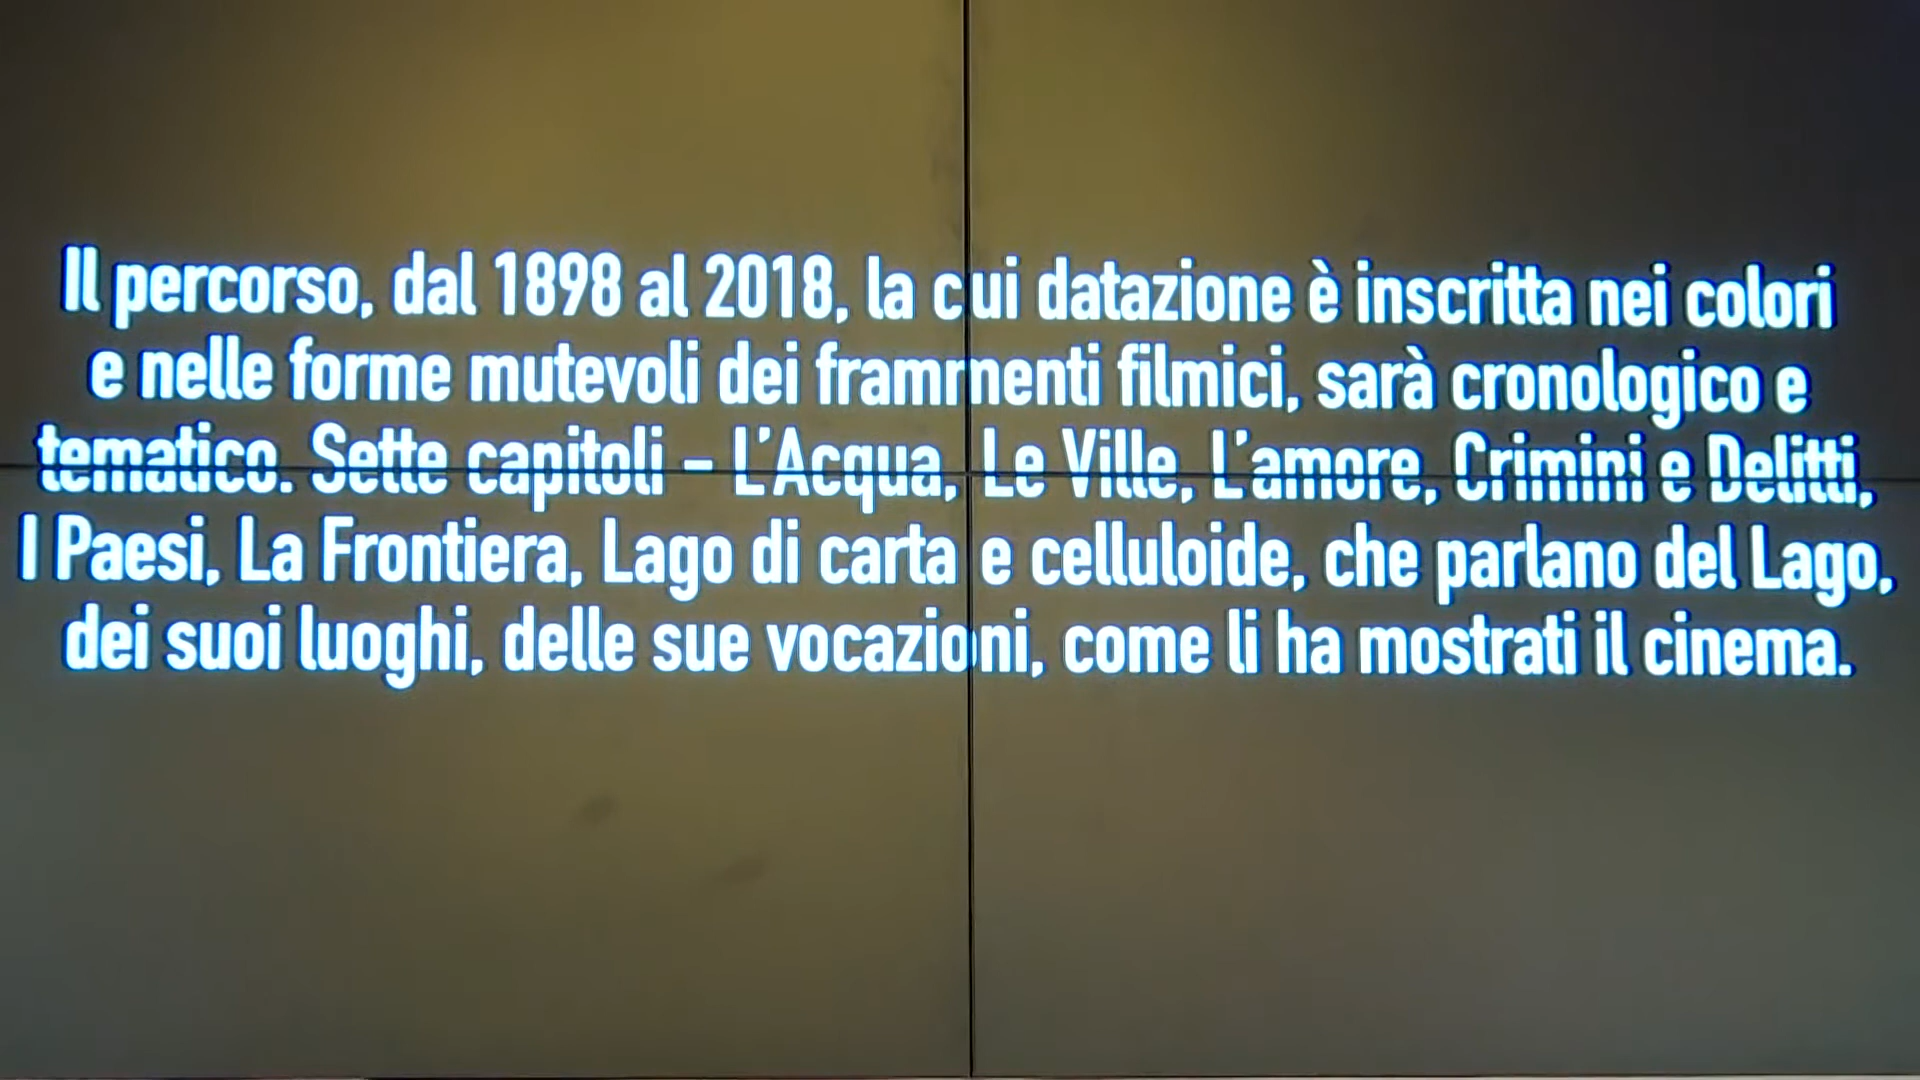 Il percorso, dal 1898 al 2018, la cui datazione è inscritta nei colori
e nelle forme mutevoli dei frammenti filmici, sarà cronologico e
tematico. Sette capitoli – L'Acqua, Le Ville, L'amore, Crimini e Delitti,
I Paesi, La Frontiera, Lago di carta e celluloide, che parlano del Lago,
dei suoi luoghi, delle sue vocazioni, come li ha mostrati il cinema.